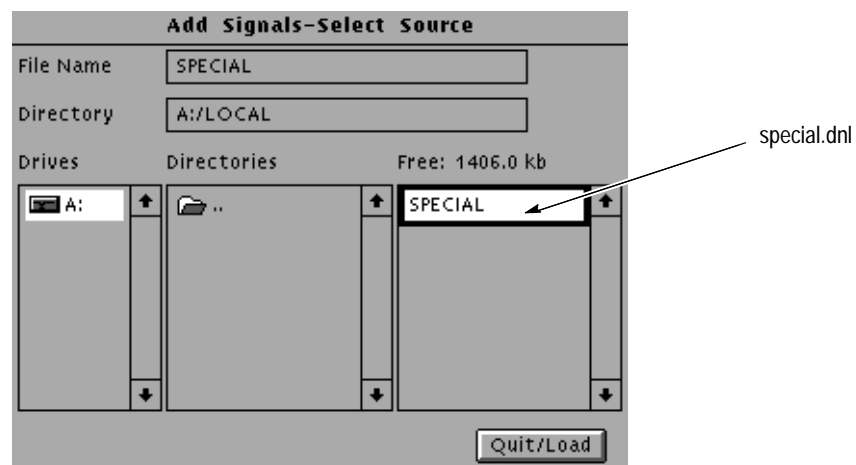 Add Signals-Select Source
File Name SPECIAL
Directory A:/LOCAL
special.dnl
Drives Directories Free: 1406.0 kb
A: .. SPECIAL
Quit/Load